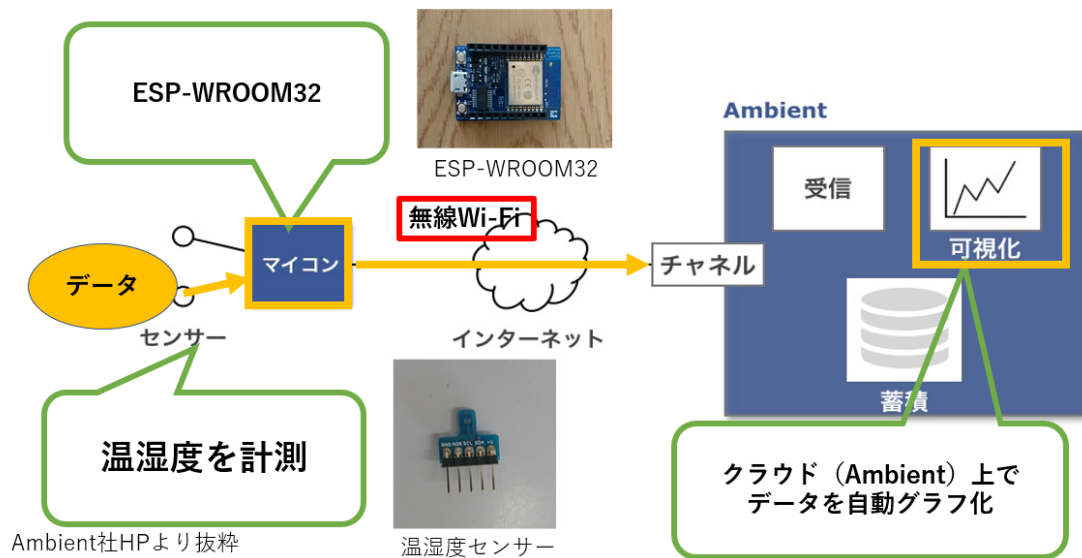 ESP-WROOM32
ESP-WROOM32
Ambient
受信
可視化
無線Wi-Fi
マイコン
チャネル
データ
センサー
インターネット
蓄積
温湿度を計測
GND ADR SCL SDA +V
クラウド（Ambient）上で
データを自動グラフ化
Ambient社HPより抜粋
温湿度センサー